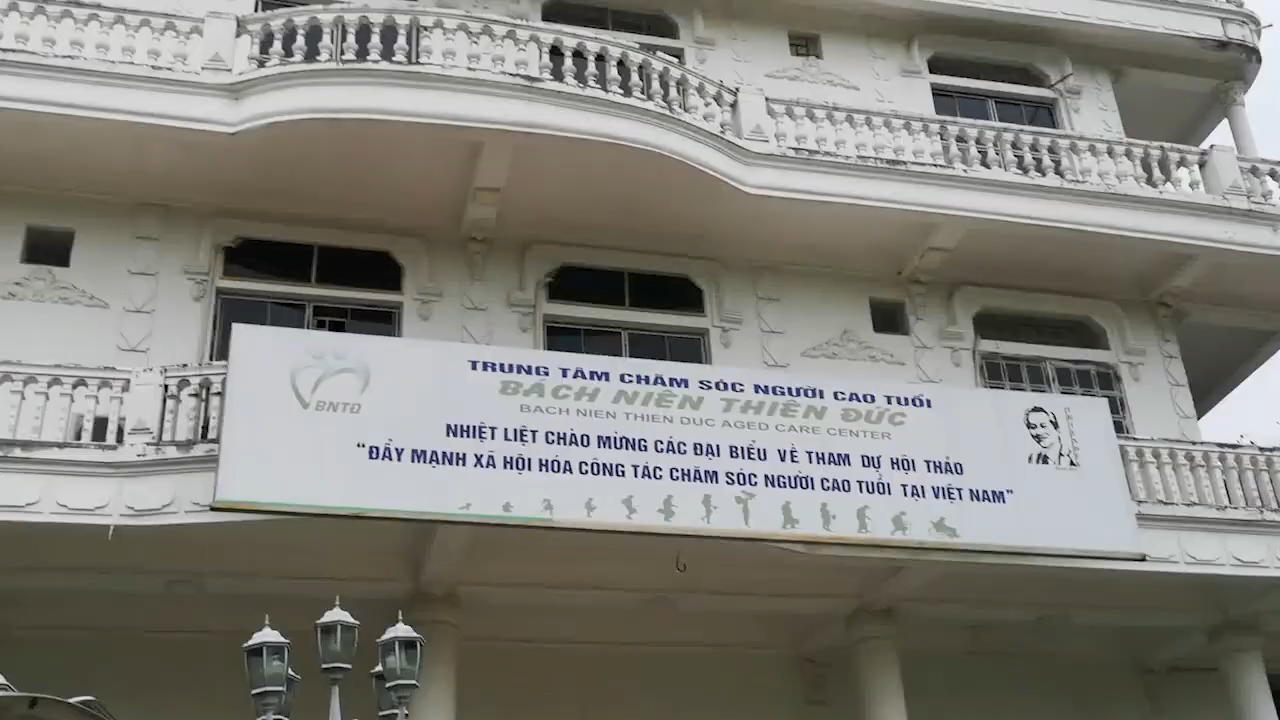 TRUNG TÂM CHĂM SÓC NGƯỜI CAO TUỔI
BÁCH NIÊN THIÊN ĐỨC
BACH NIEN THIEN DUC AGED CARE CENTER
BNTD
NHIỆT LIỆT CHÀO MỪNG CÁC ĐẠI BIỂU VỀ THAM DỰ HỘI THẢO
“ĐẨY MẠNH XÃ HỘI HÓA CÔNG TÁC CHĂM SÓC NGƯỜI CAO TUỔI TẠI VIỆT NAM”